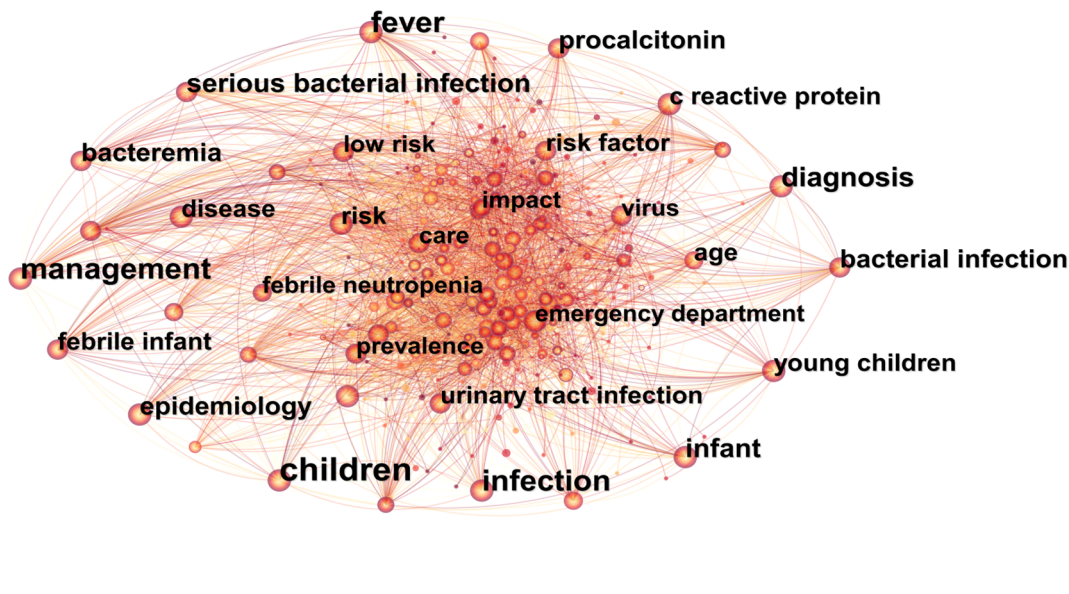 fever
procalcitonin
serious bacterial infection
c reactive protein
low risk
risk factor
bacteremia
diagnosis
impact
disease
risk
virus
care
age
bacterial infection
management
febrile neutropenia
emergency department
febrile infant
prevalence
young children
urinary tract infection
epidemiology
infant
children
infection